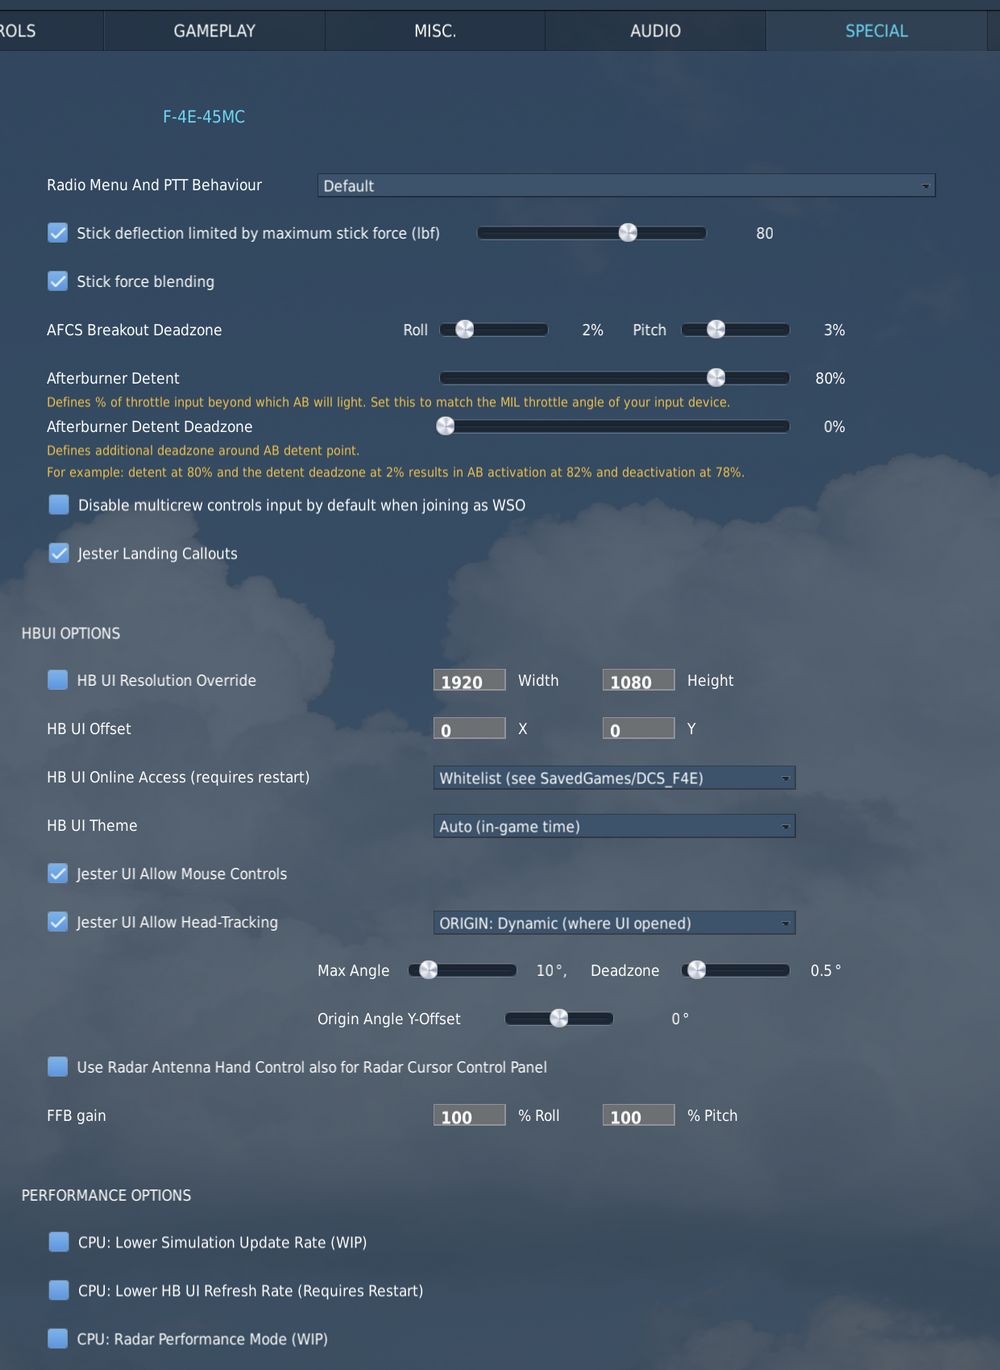 ROLS GAMEPLAY MISC. AUDIO SPECIAL
F-4E-45MC
Radio Menu And PTT Behaviour Default
Stick deflection limited by maximum stick force (lbf) 80
Stick force blending
AFCS Breakout Deadzone Roll 2% Pitch 3%
Afterburner Detent 80%
Defines % of throttle input beyond which AB will light. Set this to match the MIL throttle angle of your input device.
Afterburner Detent Deadzone 0%
Defines additional deadzone around AB detent point.
For example: detent at 80% and the detent deadzone at 2% results in AB activation at 82% and deactivation at 78%.
Disable multicrew controls input by default when joining as WSO
Jester Landing Callouts
HBUI OPTIONS
HB UI Resolution Override 1920 Width 1080 Height
HB UI Offset 0 X 0 Y
HB UI Online Access (requires restart) Whitelist (see SavedGames/DCS_F4E)
HB UI Theme Auto (in-game time)
Jester UI Allow Mouse Controls
Jester UI Allow Head-Tracking ORIGIN: Dynamic (where UI opened)
Max Angle 10°, Deadzone 0.5°
Origin Angle Y-Offset 0°
Use Radar Antenna Hand Control also for Radar Cursor Control Panel
FFB gain 100 % Roll 100 % Pitch
PERFORMANCE OPTIONS
CPU: Lower Simulation Update Rate (WIP)
CPU: Lower HB UI Refresh Rate (Requires Restart)
CPU: Radar Performance Mode (WIP)